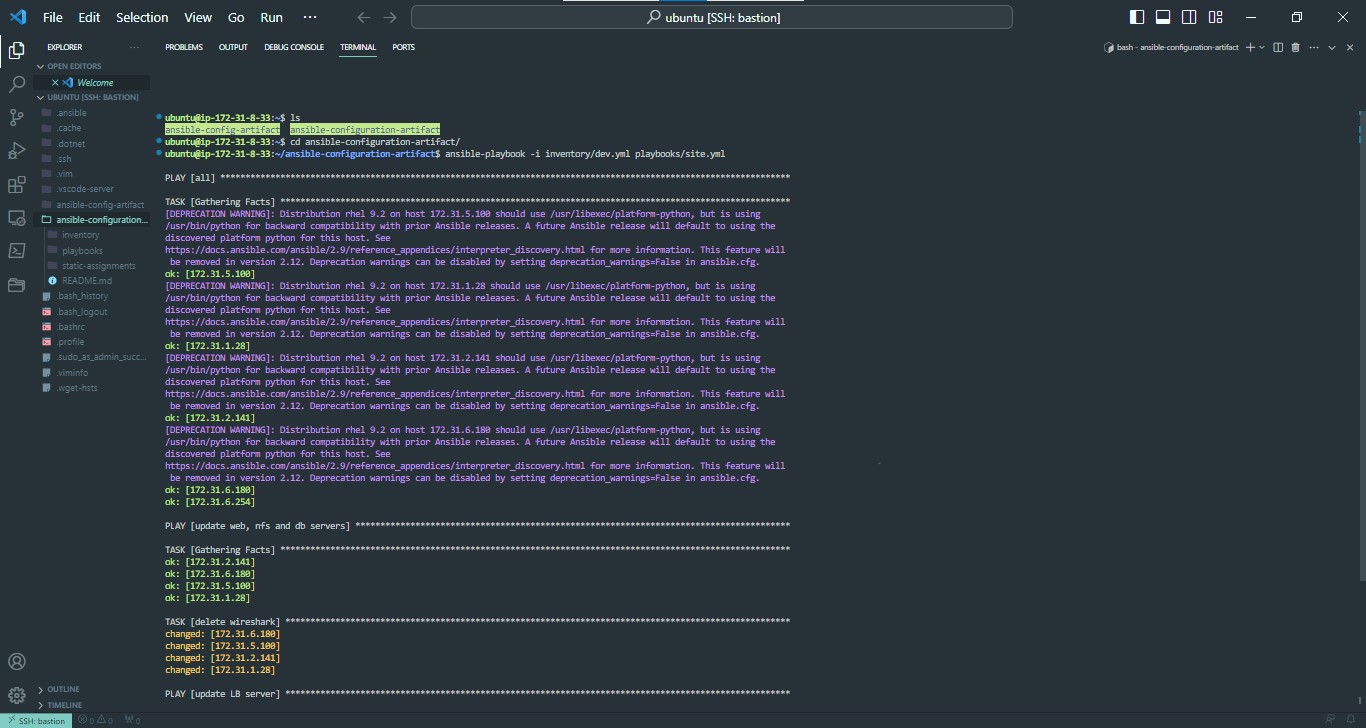 File Edit Selection View Go Run ··· ubuntu [SSH: bastion]
EXPLORER ···
PROBLEMS OUTPUT DEBUG CONSOLE TERMINAL PORTS
bash - ansible-configuration-artifact
OPEN EDITORS
Welcome
UBUNTU [SSH: BASTION]
.ansible
.cache
.dotnet
.ssh
.vim
.vscode-server
ansible-config-artifact
ansible-configuration...
inventory
playbooks
static-assignments
README.md
.bash_history
.bash_logout
.bashrc
.profile
.sudo_as_admin_succ...
.viminfo
.wget-hsts
OUTLINE
TIMELINE
ubuntu@ip-172-31-8-33:~$ ls
ansible-config-artifact ansible-configuration-artifact
ubuntu@ip-172-31-8-33:~$ cd ansible-configuration-artifact/
ubuntu@ip-172-31-8-33:~/ansible-configuration-artifact$ ansible-playbook -i inventory/dev.yml playbooks/site.yml
PLAY [all] ******************************************************************************************************************
TASK [Gathering Facts] ******************************************************************************************************
[DEPRECATION WARNING]: Distribution rhel 9.2 on host 172.31.5.100 should use /usr/libexec/platform-python, but is using
/usr/bin/python for backward compatibility with prior Ansible releases. A future Ansible release will default to using the
discovered platform python for this host. See
https://docs.ansible.com/ansible/2.9/reference_appendices/interpreter_discovery.html for more information. This feature will
be removed in version 2.12. Deprecation warnings can be disabled by setting deprecation_warnings=False in ansible.cfg.
ok: [172.31.5.100]
[DEPRECATION WARNING]: Distribution rhel 9.2 on host 172.31.1.28 should use /usr/libexec/platform-python, but is using
/usr/bin/python for backward compatibility with prior Ansible releases. A future Ansible release will default to using the
discovered platform python for this host. See
https://docs.ansible.com/ansible/2.9/reference_appendices/interpreter_discovery.html for more information. This feature will
be removed in version 2.12. Deprecation warnings can be disabled by setting deprecation_warnings=False in ansible.cfg.
ok: [172.31.1.28]
[DEPRECATION WARNING]: Distribution rhel 9.2 on host 172.31.2.141 should use /usr/libexec/platform-python, but is using
/usr/bin/python for backward compatibility with prior Ansible releases. A future Ansible release will default to using the
discovered platform python for this host. See
https://docs.ansible.com/ansible/2.9/reference_appendices/interpreter_discovery.html for more information. This feature will
be removed in version 2.12. Deprecation warnings can be disabled by setting deprecation_warnings=False in ansible.cfg.
ok: [172.31.2.141]
[DEPRECATION WARNING]: Distribution rhel 9.2 on host 172.31.6.180 should use /usr/libexec/platform-python, but is using
/usr/bin/python for backward compatibility with prior Ansible releases. A future Ansible release will default to using the
discovered platform python for this host. See
https://docs.ansible.com/ansible/2.9/reference_appendices/interpreter_discovery.html for more information. This feature will
be removed in version 2.12. Deprecation warnings can be disabled by setting deprecation_warnings=False in ansible.cfg.
ok: [172.31.6.180]
ok: [172.31.6.254]
PLAY [update web, nfs and db servers] ***************************************************************************************
TASK [Gathering Facts] ******************************************************************************************************
ok: [172.31.2.141]
ok: [172.31.6.180]
ok: [172.31.5.100]
ok: [172.31.1.28]
TASK [delete wireshark] *****************************************************************************************************
changed: [172.31.6.180]
changed: [172.31.5.100]
changed: [172.31.2.141]
changed: [172.31.1.28]
PLAY [update LB server] *****************************************************************************************************
SSH: bastion 0 0 0